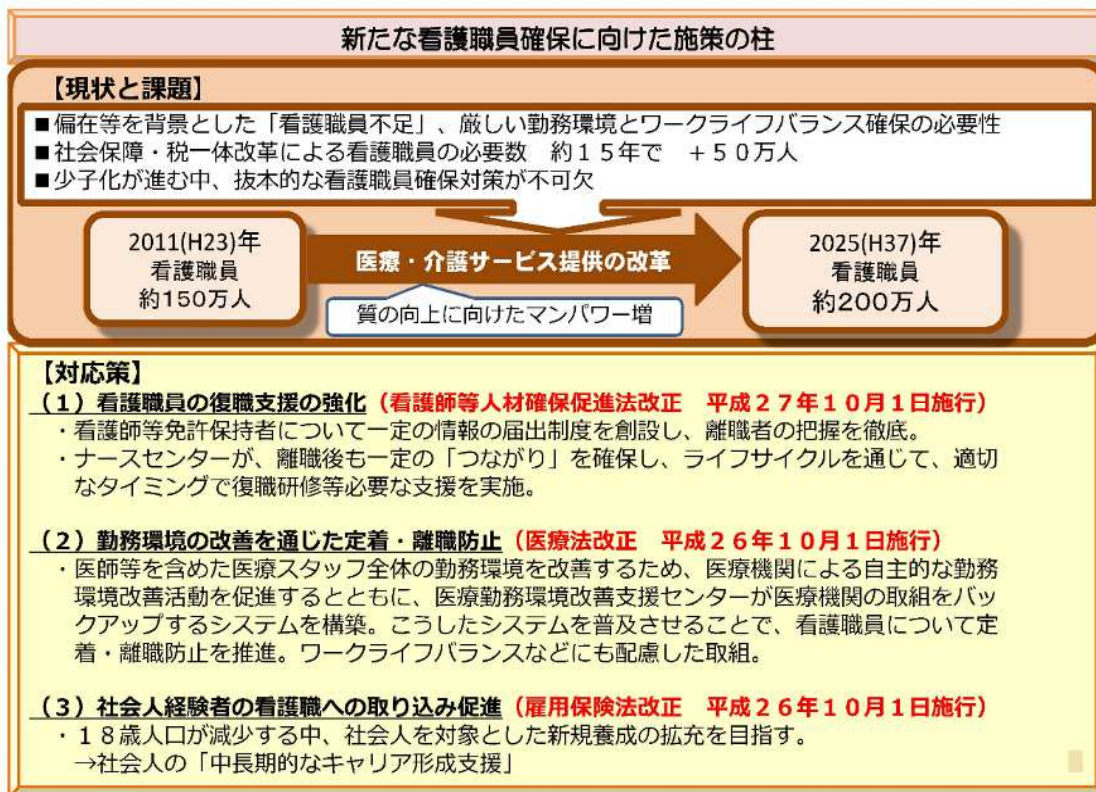 新たな看護職員確保に向けた施策の柱
【現状と課題】
■偏在等を背景とした「看護職員不足」、厳しい勤務環境とワークライフバランス確保の必要性
■社会保障・税一体改革による看護職員の必要数　約１５年で　＋５０万人
■少子化が進む中、抜本的な看護職員確保対策が不可欠
2011(H23)年
看護職員
約150万人
医療・介護サービス提供の改革
質の向上に向けたマンパワー増
2025(H37)年
看護職員
約200万人
【対応策】
（１）看護職員の復職支援の強化（看護師等人材確保促進法改正　平成２７年１０月１日施行）
・看護師等免許保持者について一定の情報の届出制度を創設し、離職者の把握を徹底。
・ナースセンターが、離職後も一定の「つながり」を確保し、ライフサイクルを通じて、適切
なタイミングで復職研修等必要な支援を実施。
（２）勤務環境の改善を通じた定着・離職防止（医療法改正　平成２６年１０月１日施行）
・医師等を含めた医療スタッフ全体の勤務環境を改善するため、医療機関による自主的な勤務
環境改善活動を促進するとともに、医療勤務環境改善支援センターが医療機関の取組をバッ
クアップするシステムを構築。こうしたシステムを普及させることで、看護職員について定
着・離職防止を推進。ワークライフバランスなどにも配慮した取組。
（３）社会人経験者の看護職への取り込み促進（雇用保険法改正　平成２６年１０月１日施行）
・１８歳人口が減少する中、社会人を対象とした新規養成の拡充を目指す。
→社会人の「中長期的なキャリア形成支援」